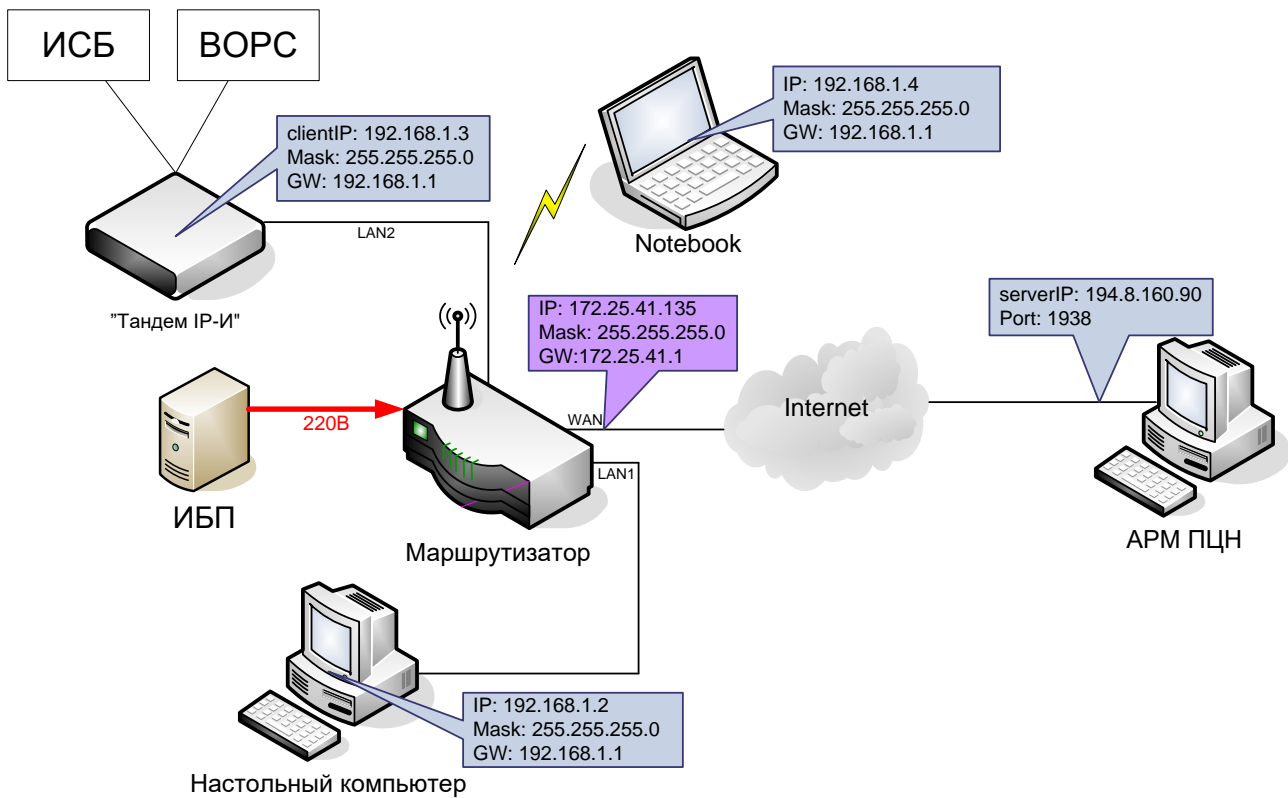 ИСБ
ВОРС
clientIP: 192.168.1.3
Mask: 255.255.255.0
GW: 192.168.1.1
IP: 192.168.1.4
Mask: 255.255.255.0
GW: 192.168.1.1
LAN2
Notebook
"Тандем IP-И"
IP: 172.25.41.135
Mask: 255.255.255.0
GW:172.25.41.1
serverIP: 194.8.160.90
Port: 1938
220В
WAN
Internet
LAN1
ИБП
Маршрутизатор
АРМ ПЦН
IP: 192.168.1.2
Mask: 255.255.255.0
GW: 192.168.1.1
Настольный компьютер